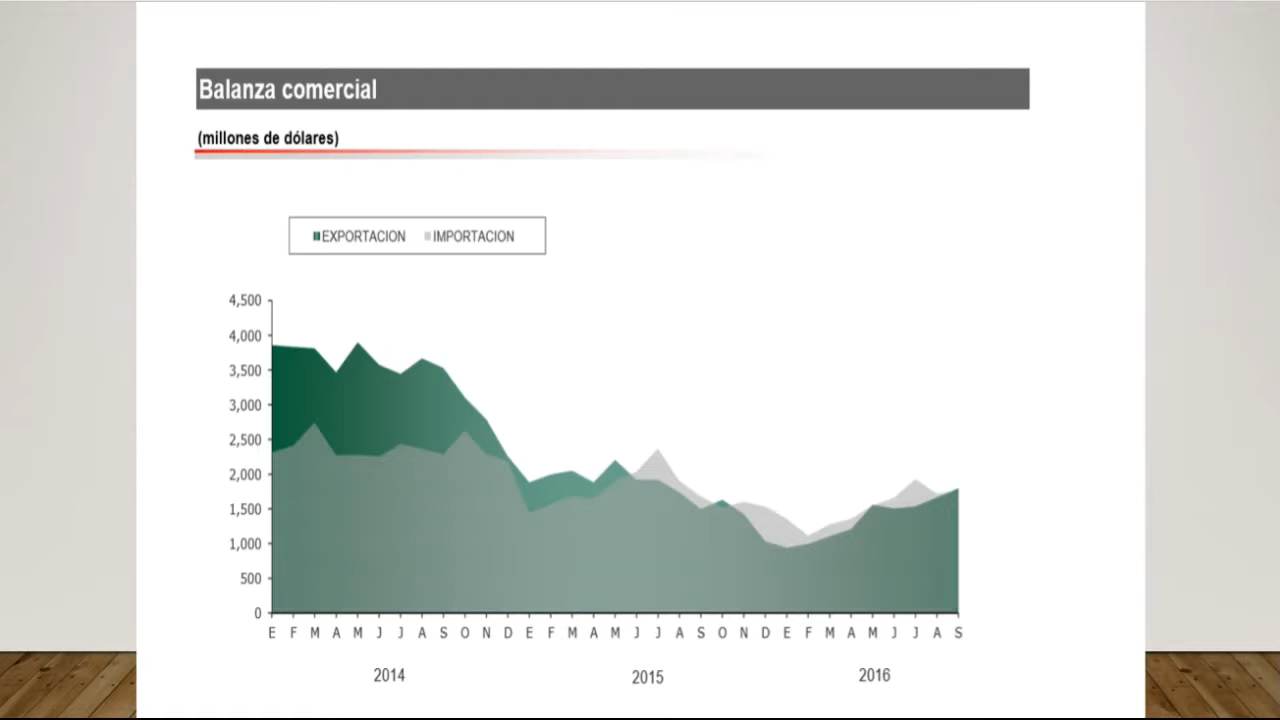 Balanza comercial
(millones de dólares)
EXPORTACION IMPORTACION
4,500
4,000
3,500
3,000
2,500
2,000
1,500
1,000
500
0
E F M A M J J A S O N D E F M A M J J A S O N D E F M A M J J A S
2014 2015 2016